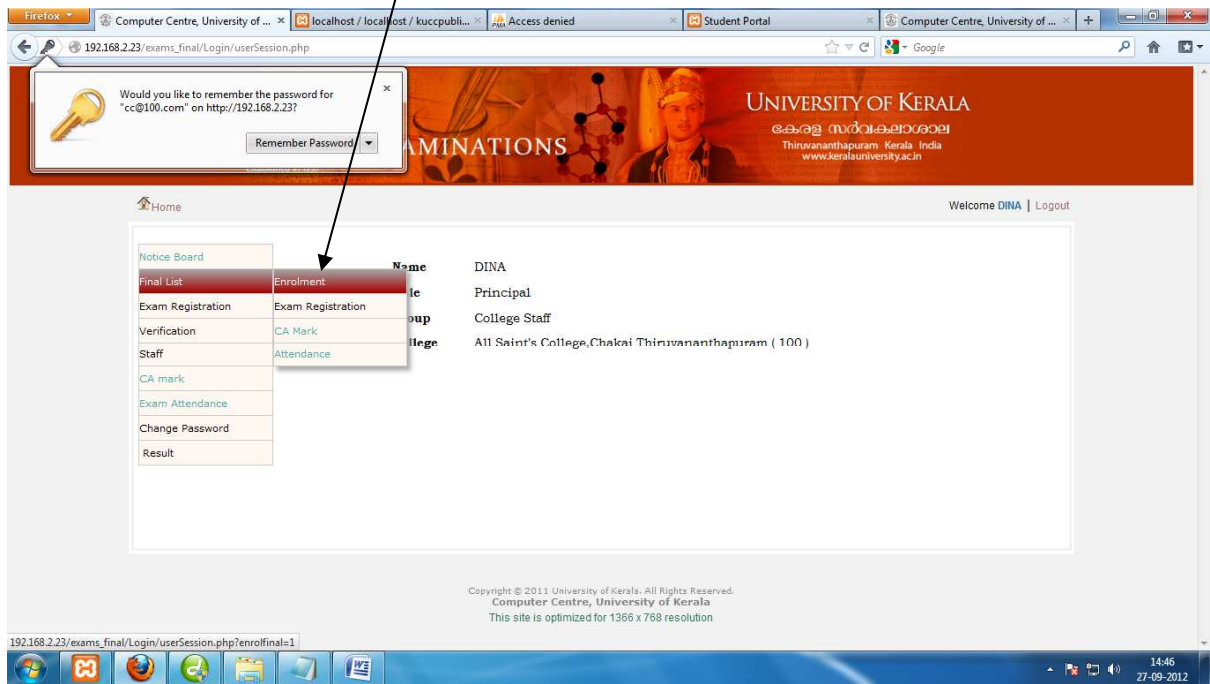 Firefox
Computer Centre, University of ...
localhost / localhost / kuccpubli...
Access denied
Student Portal
Computer Centre, University of ...
192.168.2.23/exams_final/Login/userSession.php
Google
Would you like to remember the password for
"cc@100.com" on http://192.168.2.23?
Remember Password
AMINATIONS
UNIVERSITY OF KERALA
കേരള സർവ്വകലാശാല
Thiruvananthapuram Kerala India
www.keralauniversity.ac.in
Home
Welcome DINA | Logout
Notice Board
Final List
Exam Registration
Verification
Staff
CA mark
Exam Attendance
Change Password
Result
Enrolment
Exam Registration
CA Mark
Attendance
Name DINA
le Principal
oup College Staff
llege All Saint's College,Chakai Thiruvananthapuram ( 100 )
Copyright © 2011 University of Kerala. All Rights Reserved.
Computer Centre, University of Kerala
This site is optimized for 1366 x 768 resolution
192.168.2.23/exams_final/Login/userSession.php?enrolfinal=1
14:46
27-09-2012